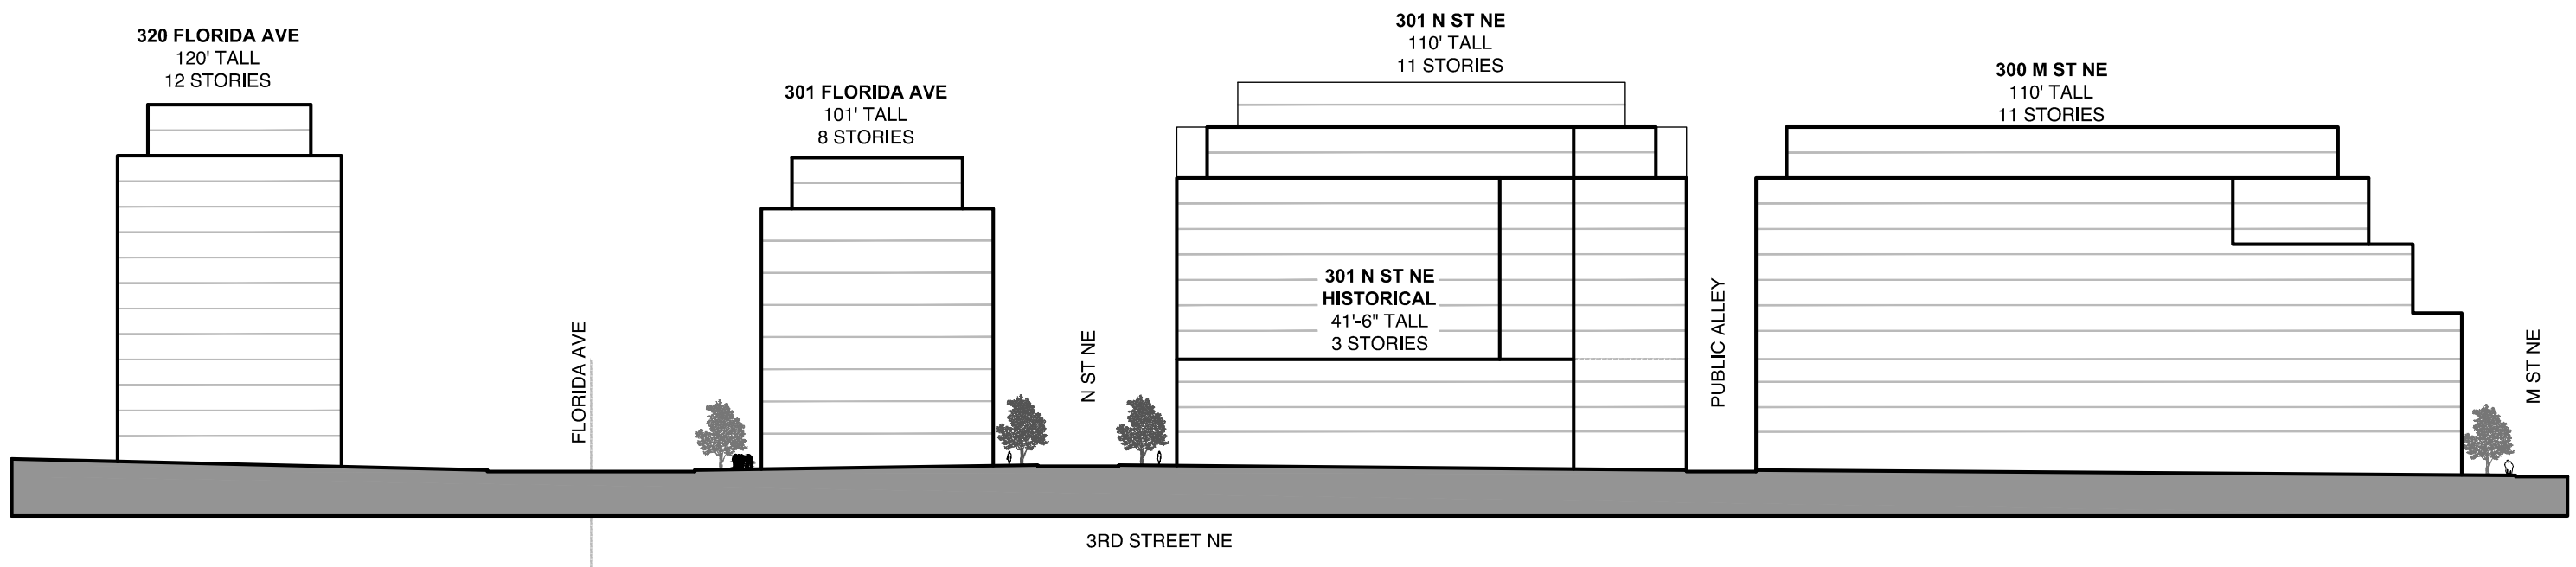 320 FLORIDA AVE
120' TALL
12 STORIES
301 FLORIDA AVE
101' TALL
8 STORIES
301 N ST NE
110' TALL
11 STORIES
300 M ST NE
110' TALL
11 STORIES
301 N ST NE
HISTORICAL
41'-6" TALL
3 STORIES
FLORIDA AVE
N ST NE
PUBLIC ALLEY
M ST NE
3RD STREET NE